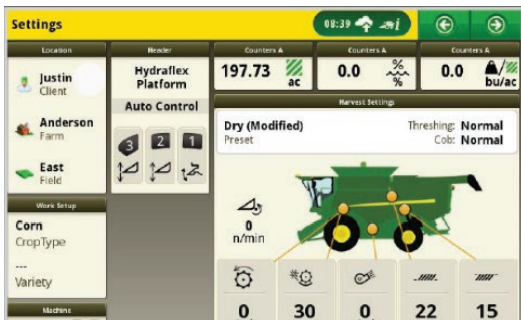 Settings
08:39
Location
Justin
Client
Anderson
Farm
East
Field
Work Setup
Corn
CropType
---
Variety
Machine
Header
Hydraflex
Platform
Auto Control
3 2 1
Counters A
197.73 ac
Counters A
0.0 %
%
Counters A
0.0 bu/ac
Harvest Settings
Dry (Modified)
Preset
Threshing: Normal
Cob: Normal
0
n/min
0 30 0 22 15